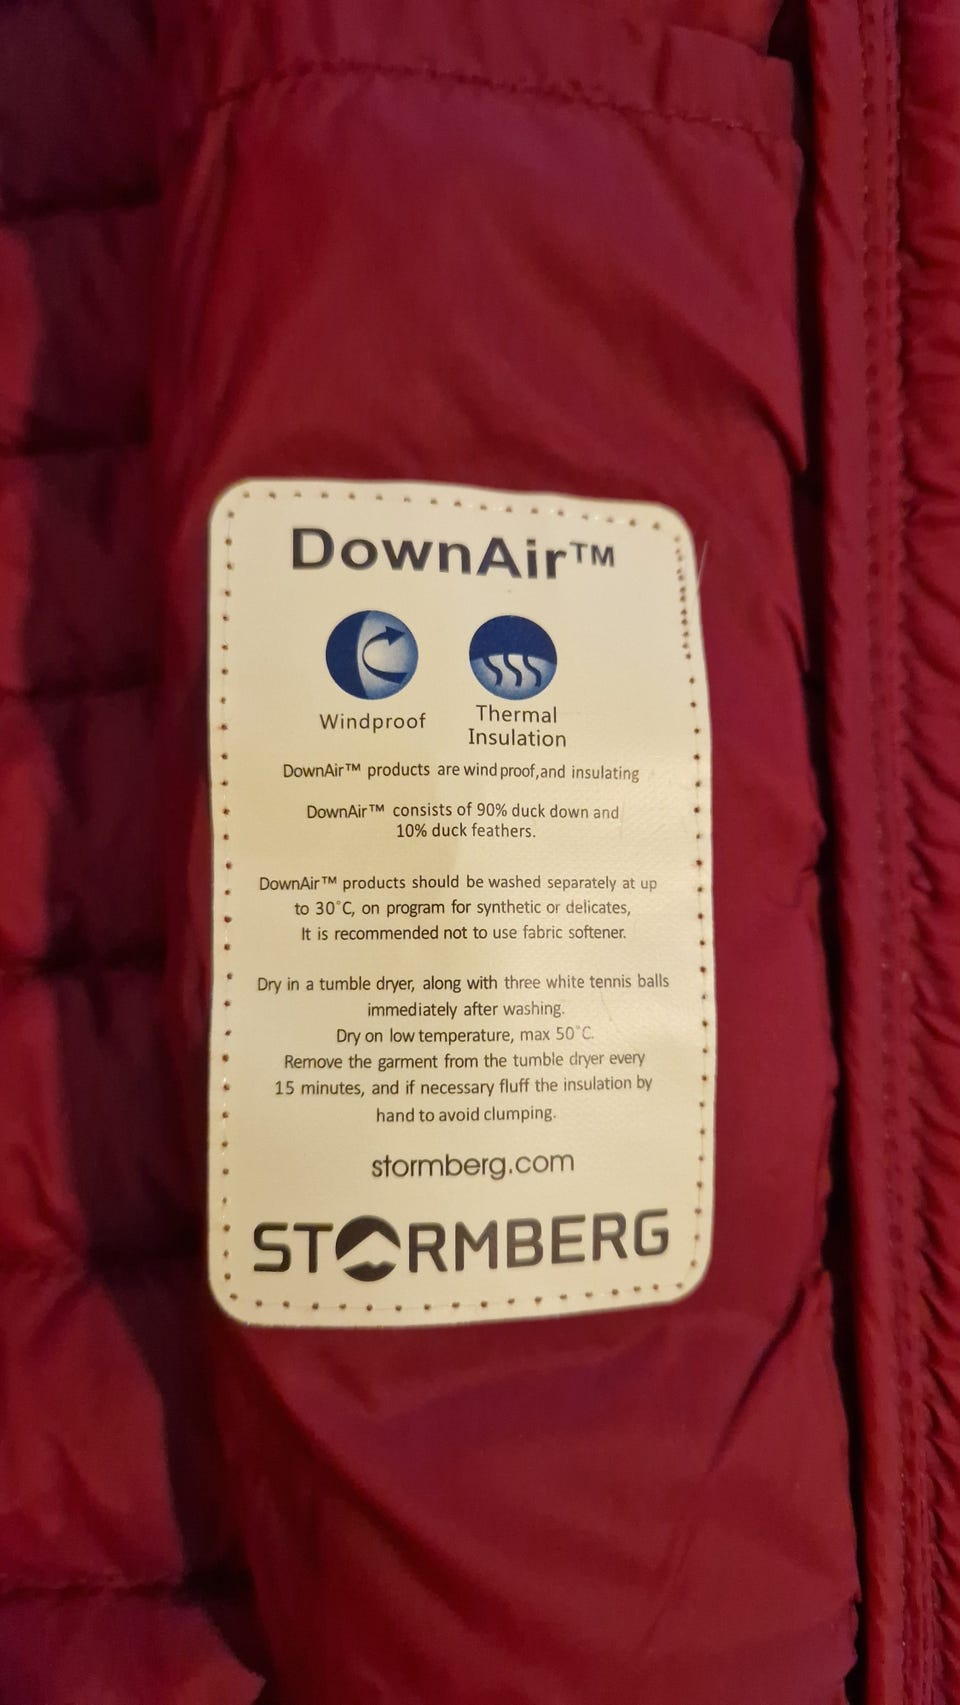 DownAir™
Windproof
Thermal
Insulation
DownAir™ products are windproof,and insulating
DownAir™ consists of 90% duck down and
10% duck feathers.
DownAir™ products should be washed separately at up
to 30°C, on program for synthetic or delicates,
It is recommended not to use fabric softener.
Dry in a tumble dryer, along with three white tennis balls
immediately after washing.
Dry on low temperature, max 50°C.
Remove the garment from the tumble dryer every
15 minutes, and if necessary fluff the insulation by
hand to avoid clumping.
stormberg.com
STORMBERG